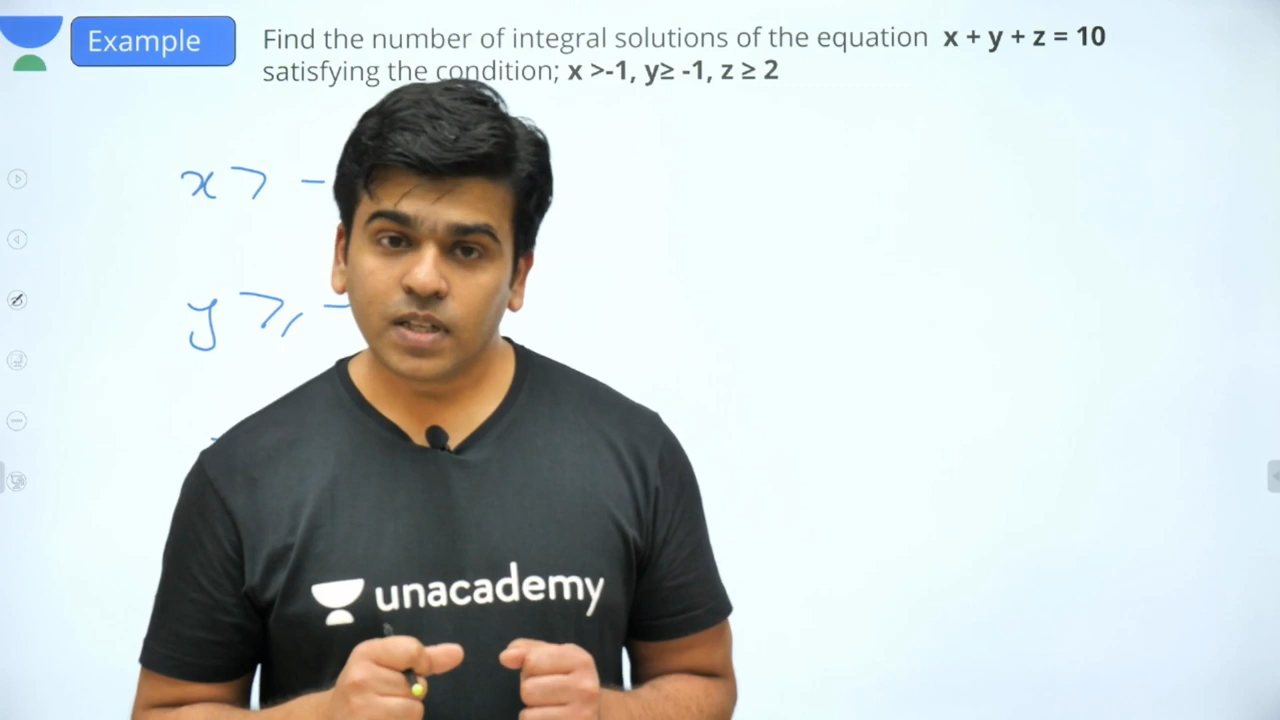 Example
Find the number of integral solutions of the equation x + y + z = 10
satisfying the condition; x >-1, y≥ -1, z ≥ 2
x > -
y ≥ -
unacademy